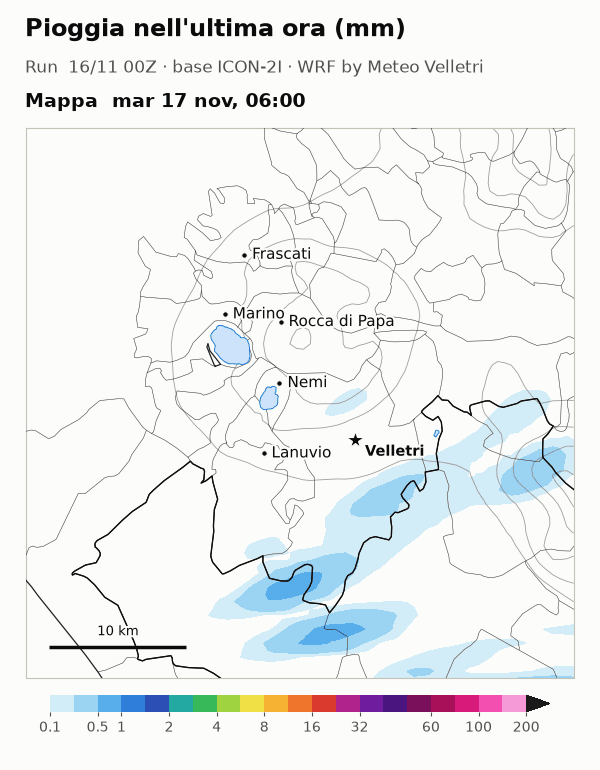 Pioggia nell'ultima ora (mm)
Run  16/11 00Z · base ICON-2I · WRF by Meteo Velletri
Mappa  mar 17 nov, 06:00
Frascati
Marino
Rocca di Papa
Nemi
Velletri
Lanuvio
10 km
0.1 0.5 1 2 4 8 16 32 60 100 200